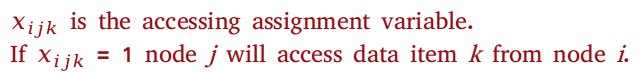 x_{ijk} is the accessing assignment variable.
If x_{ijk} = 1 node j will access data item k from node i.